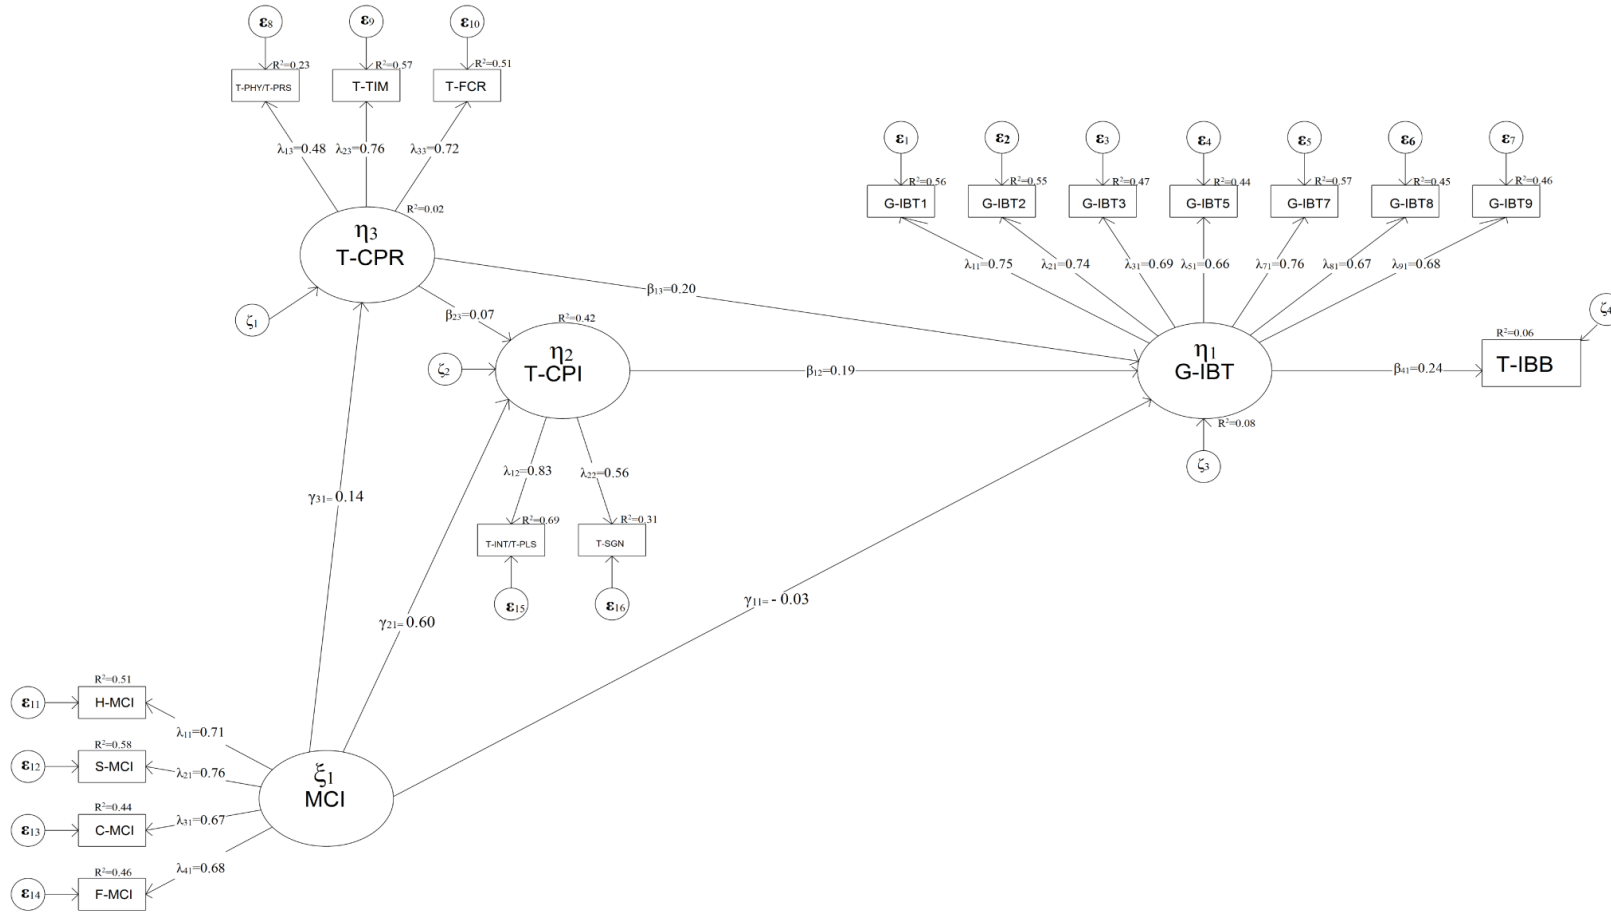 ε8
ε9
ε10
R²=0.23
R²=0.57
R²=0.51
T-PHY/T-PRS
T-TIM
T-FCR
λ13=0.48
λ23=0.76
λ33=0.72
ε1
ε2
ε3
ε4
ε5
ε6
ε7
R²=0.56
R²=0.55
R²=0.47
R²=0.44
R²=0.57
R²=0.45
R²=0.46
G-IBT1
G-IBT2
G-IBT3
G-IBT5
G-IBT7
G-IBT8
G-IBT9
λ11=0.75
λ21=0.74
λ31=0.69
λ51=0.66
λ71=0.76
λ81=0.67
λ91=0.68
R²=0.02
η3
T-CPR
ζ1
β13=0.20
β23=0.07
R²=0.42
η2
T-CPI
ζ2
β12=0.19
η1
G-IBT
R²=0.08
ζ3
β41=0.24
ζ4
R²=0.06
T-IBB
λ12=0.83
λ22=0.56
R²=0.69
R²=0.31
T-INT/T-PLS
T-SGN
ε15
ε16
γ31= 0.14
γ21= 0.60
γ11= - 0.03
R²=0.51
ε11
H-MCI
λ11=0.71
R²=0.58
ε12
S-MCI
λ21=0.76
R²=0.44
ε13
C-MCI
λ31=0.67
R²=0.46
ε14
F-MCI
λ41=0.68
ξ1
MCI